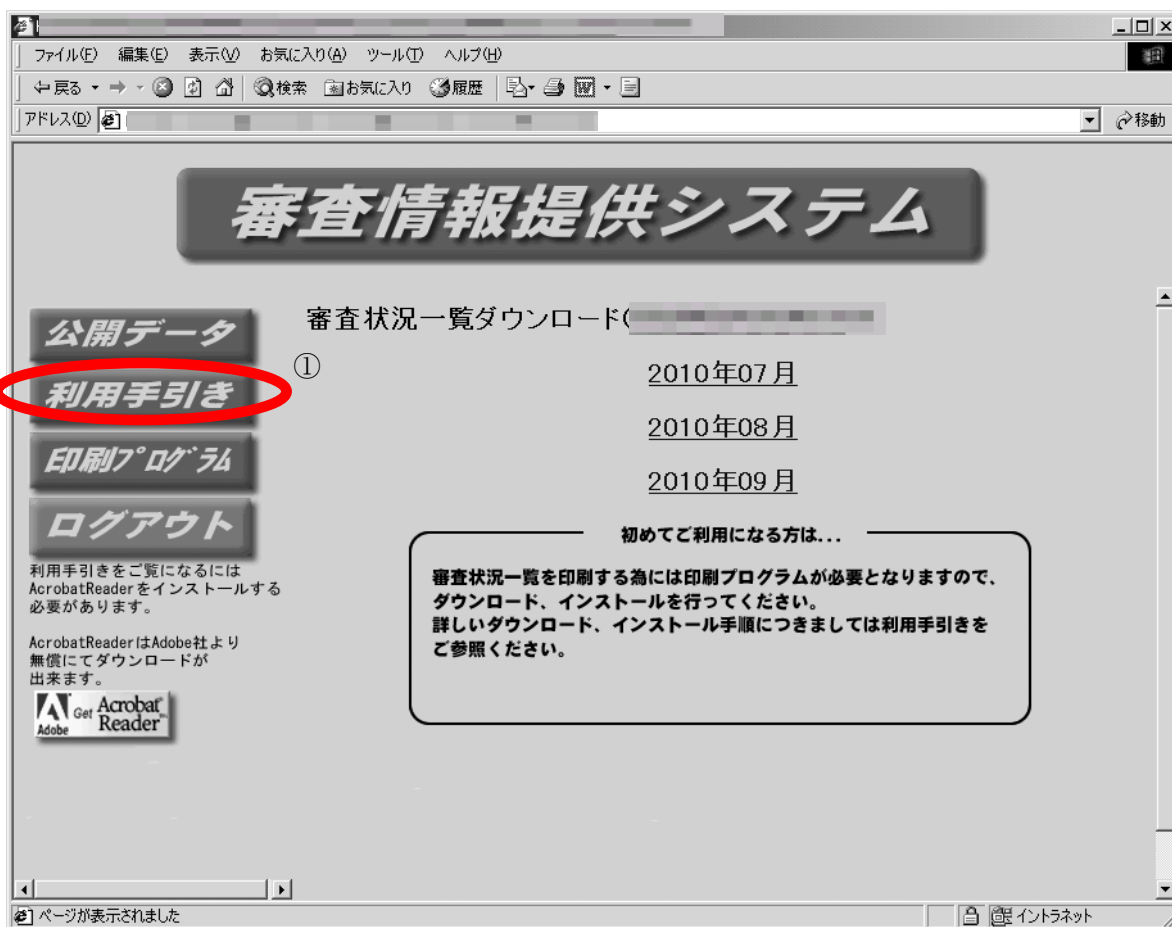 ファイル(F) 編集(E) 表示(V) お気に入り(A) ツール(T) ヘルプ(H)
戻る 検索 お気に入り 履歴
アドレス(D) 移動
審査情報提供システム
公開データ
利用手引き
印刷プログラム
ログアウト
利用手引きをご覧になるには
AcrobatReaderをインストールする
必要があります。
AcrobatReaderはAdobe社より
無償にてダウンロードが
出来ます。
Adobe Get Acrobat Reader
審査状況一覧ダウンロード(
①
2010年07月
2010年08月
2010年09月
初めてご利用になる方は...
審査状況一覧を印刷する為には印刷プログラムが必要となりますので、
ダウンロード、インストールを行ってください。
詳しいダウンロード、インストール手順につきましては利用手引きを
ご参照ください。
ページが表示されました イントラネット